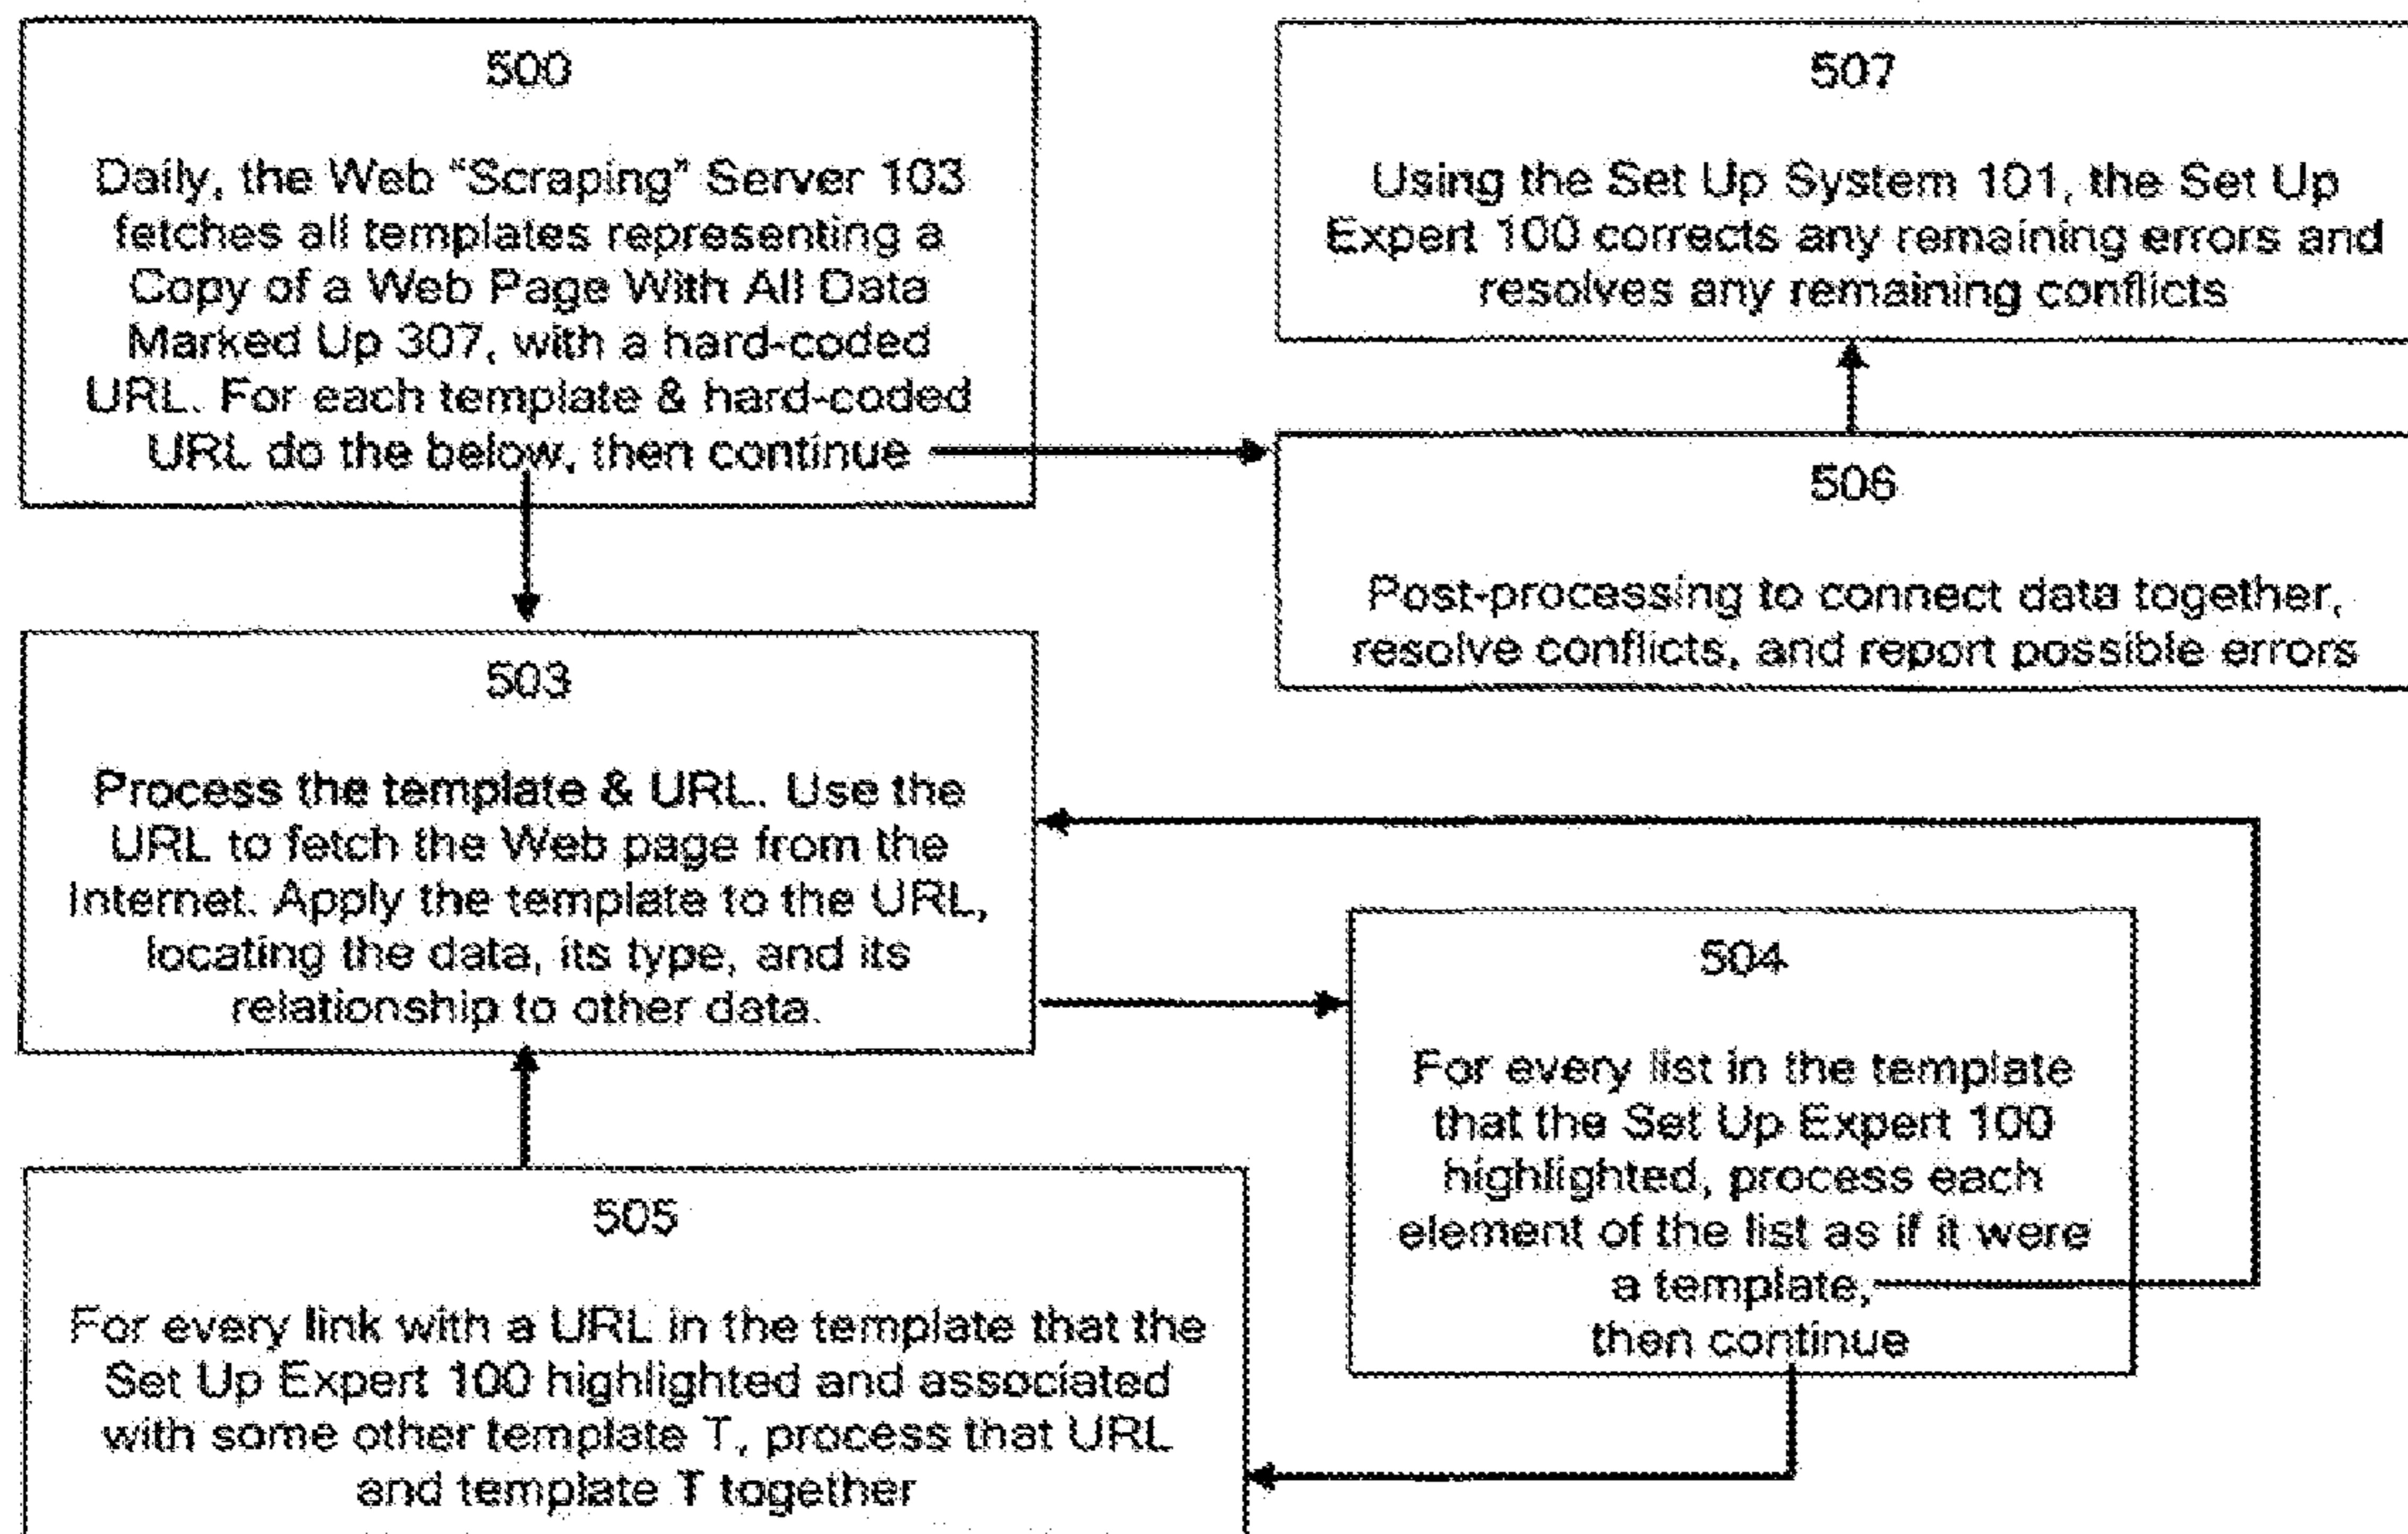 500
Daily, the Web “Scraping” Server 103
fetches all templates representing a
Copy of a Web Page With All Data
Marked Up 307, with a hard-coded
URL. For each template & hard-coded
URL do the below, then continue
507
Using the Set Up System 101, the Set Up
Expert 100 corrects any remaining errors and
resolves any remaining conflicts
506
Post-processing to connect data together,
resolve conflicts, and report possible errors
503
Process the template & URL. Use the
URL to fetch the Web page from the
Internet. Apply the template to the URL,
locating the data, its type, and its
relationship to other data.
504
For every list in the template
that the Set Up Expert 100
highlighted, process each
element of the list as if it were
a template,
then continue
505
For every link with a URL in the template that the
Set Up Expert 100 highlighted and associated
with some other template T, process that URL
and template T together